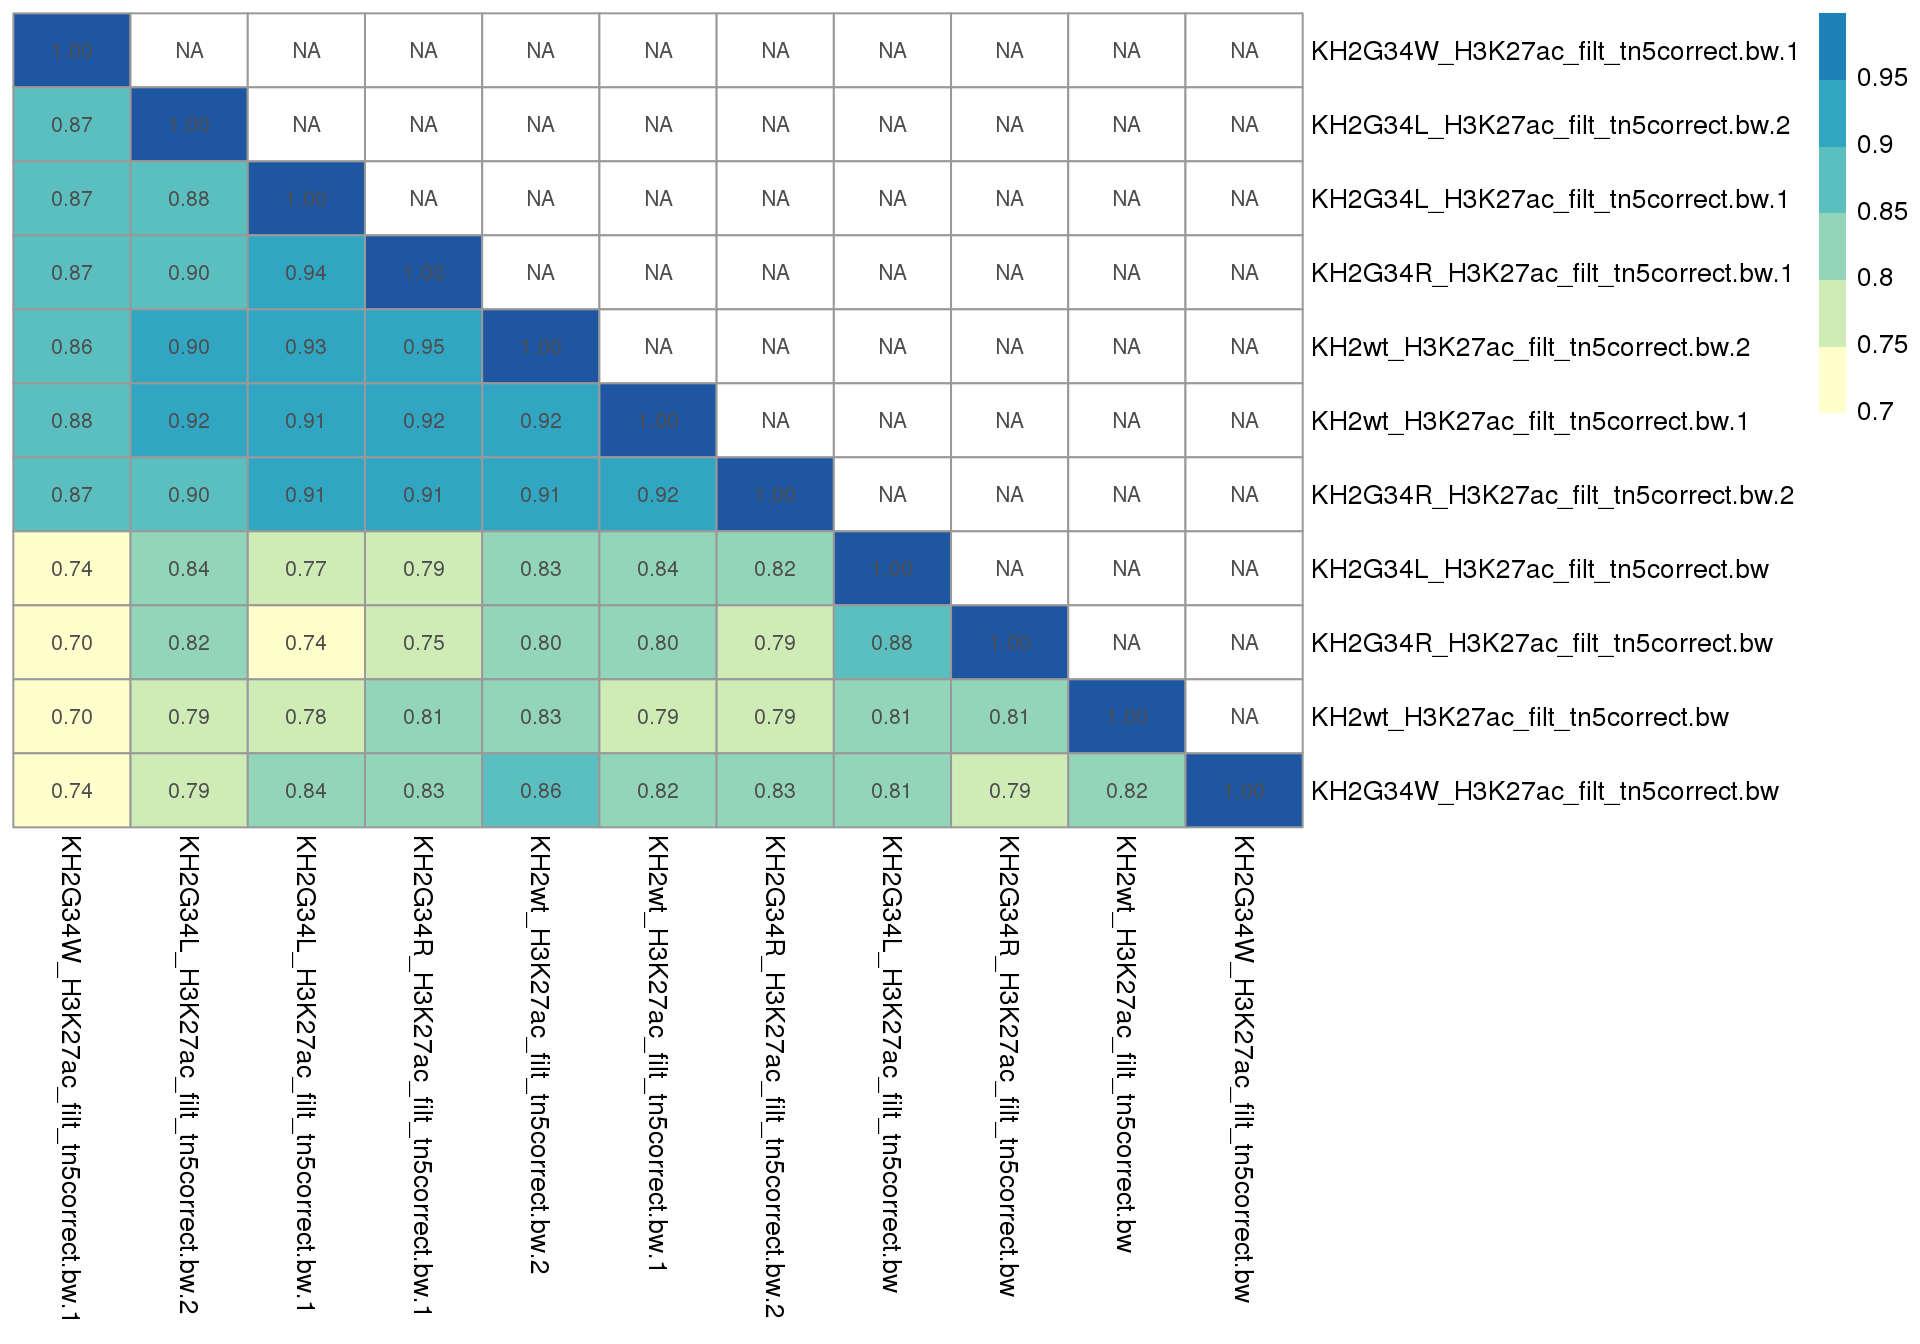 1.00 NA NA NA NA NA NA NA NA NA NA KH2G34W_H3K27ac_filt_tn5correct.bw.1
0.87 1.00 NA NA NA NA NA NA NA NA NA KH2G34L_H3K27ac_filt_tn5correct.bw.2
0.87 0.88 1.00 NA NA NA NA NA NA NA NA KH2G34L_H3K27ac_filt_tn5correct.bw.1
0.87 0.90 0.94 1.00 NA NA NA NA NA NA NA KH2G34R_H3K27ac_filt_tn5correct.bw.1
0.86 0.90 0.93 0.95 1.00 NA NA NA NA NA NA KH2wt_H3K27ac_filt_tn5correct.bw.2
0.88 0.92 0.91 0.92 0.92 1.00 NA NA NA NA NA KH2wt_H3K27ac_filt_tn5correct.bw.1
0.87 0.90 0.91 0.91 0.91 0.92 1.00 NA NA NA NA KH2G34R_H3K27ac_filt_tn5correct.bw.2
0.74 0.84 0.77 0.79 0.83 0.84 0.82 1.00 NA NA NA KH2G34L_H3K27ac_filt_tn5correct.bw
0.70 0.82 0.74 0.75 0.80 0.80 0.79 0.88 1.00 NA NA KH2G34R_H3K27ac_filt_tn5correct.bw
0.70 0.79 0.78 0.81 0.83 0.79 0.79 0.81 0.81 1.00 NA KH2wt_H3K27ac_filt_tn5correct.bw
0.74 0.79 0.84 0.83 0.86 0.82 0.83 0.81 0.79 0.82 1.00 KH2G34W_H3K27ac_filt_tn5correct.bw
KH2G34W_H3K27ac_filt_tn5correct.bw.1
KH2G34L_H3K27ac_filt_tn5correct.bw.2
KH2G34L_H3K27ac_filt_tn5correct.bw.1
KH2G34R_H3K27ac_filt_tn5correct.bw.1
KH2wt_H3K27ac_filt_tn5correct.bw.2
KH2wt_H3K27ac_filt_tn5correct.bw.1
KH2G34R_H3K27ac_filt_tn5correct.bw.2
KH2G34L_H3K27ac_filt_tn5correct.bw
KH2G34R_H3K27ac_filt_tn5correct.bw
KH2wt_H3K27ac_filt_tn5correct.bw
KH2G34W_H3K27ac_filt_tn5correct.bw
0.95
0.9
0.85
0.8
0.75
0.7